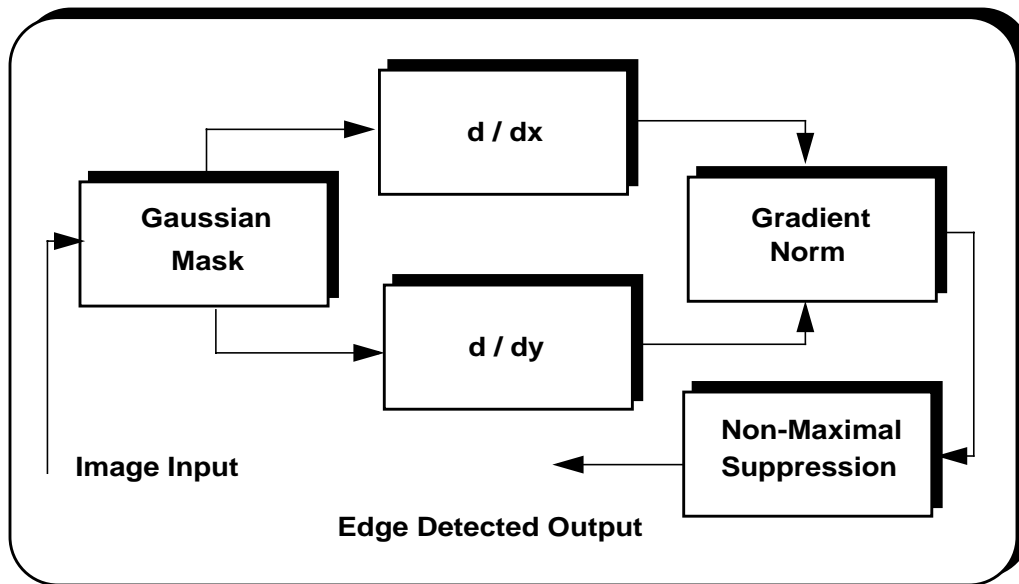 d / dx
Gaussian
Mask
Gradient
Norm
d / dy
Non-Maximal
Suppression
Image Input
Edge Detected Output